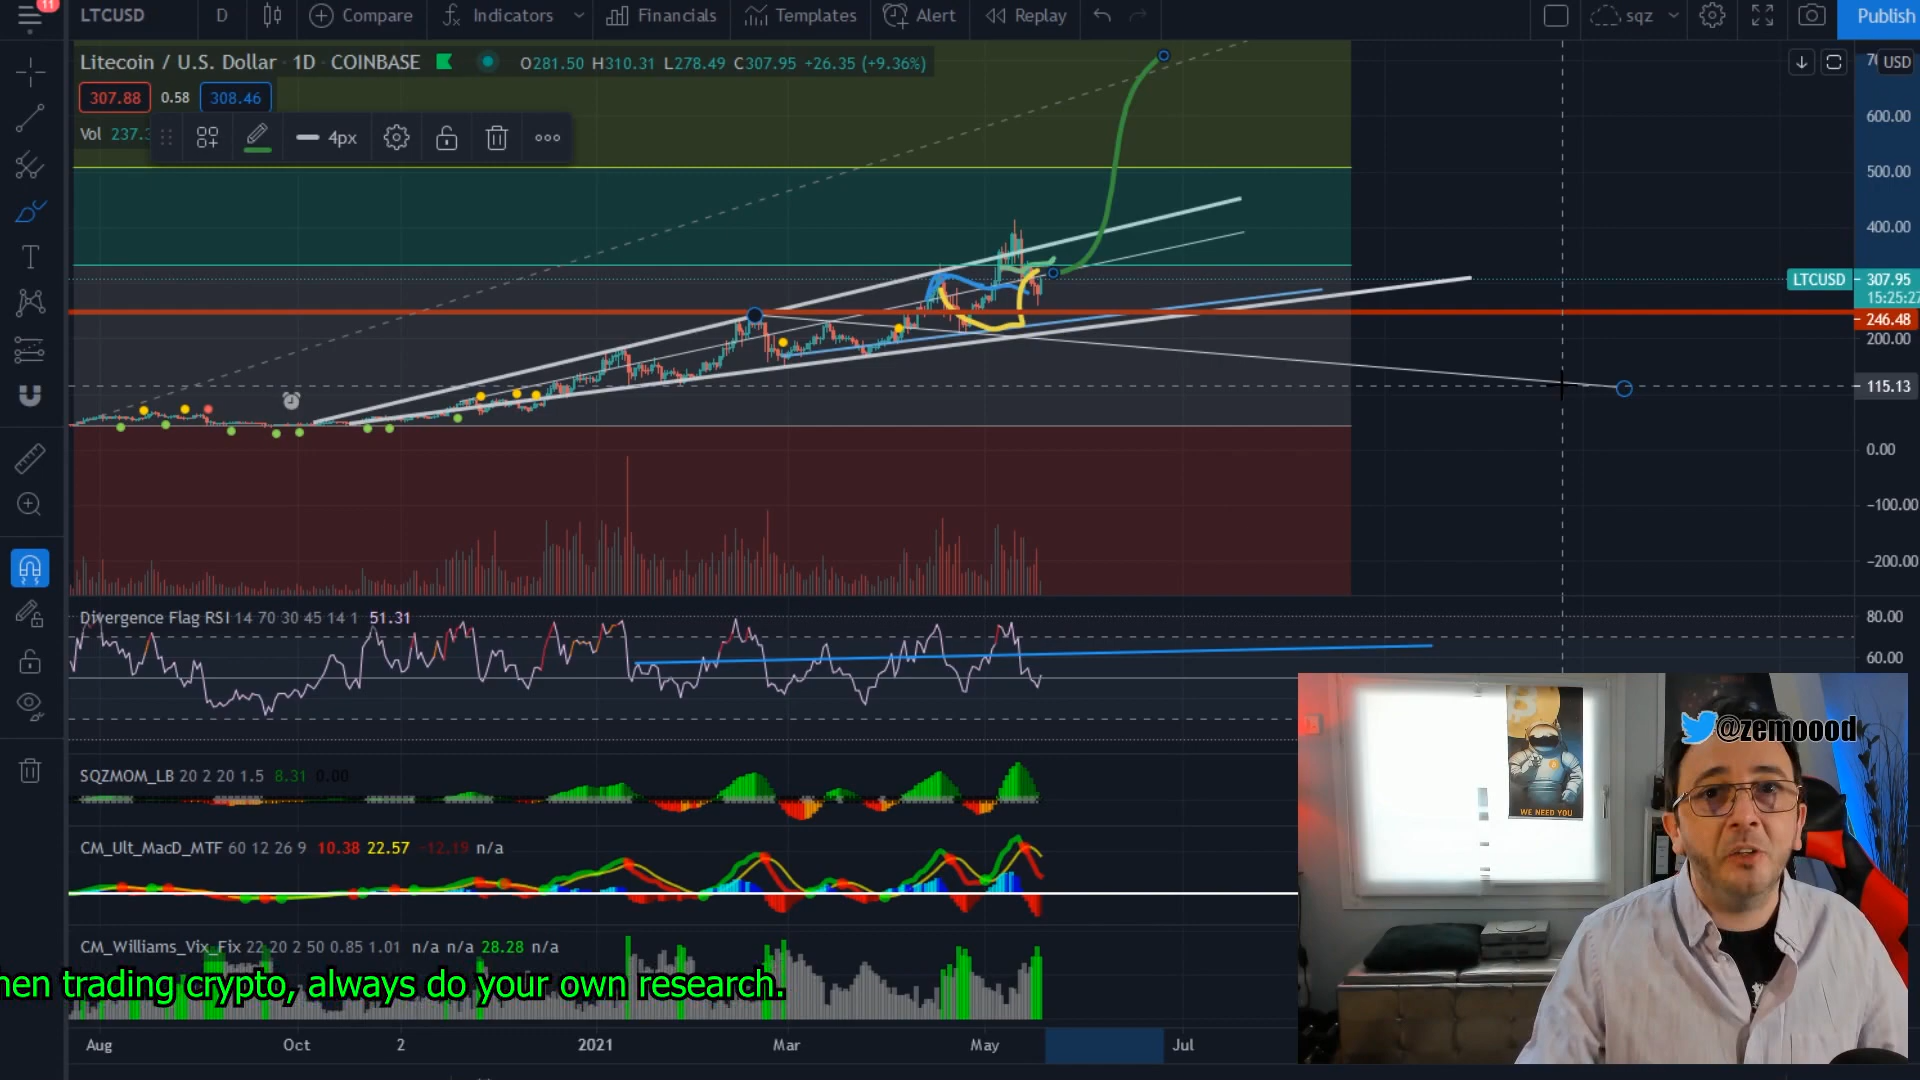 11
LTCUSD D Compare Indicators Financials Templates Alert Replay sqz Publish
Litecoin / U.S. Dollar · 1D · COINBASE O281.50 H310.31 L278.49 C307.95 +26.35 (+9.36%)
USD
307.88 0.58 308.46
Vol 4px
600.00
500.00
400.00
LTCUSD 307.95
15:25:27
246.48
200.00
115.13
0.00
-100.00
-200.00
Divergence Flag RSI 14 70 30 45 14 1 51.31
80.00
60.00
@zemoood
SQZMOM_LB 20 2 20 1.5 8.31 0.00
WE NEED YOU
CM_Ult_MacD_MTF 60 12 26 9 10.38 22.57 -12.19 n/a
CM_Williams_Vix_Fix 22 20 2 50 0.85 1.01 n/a n/a 28.28 n/a
hen trading crypto, always do your own research.
Aug Oct 2 2021 Mar May Jul